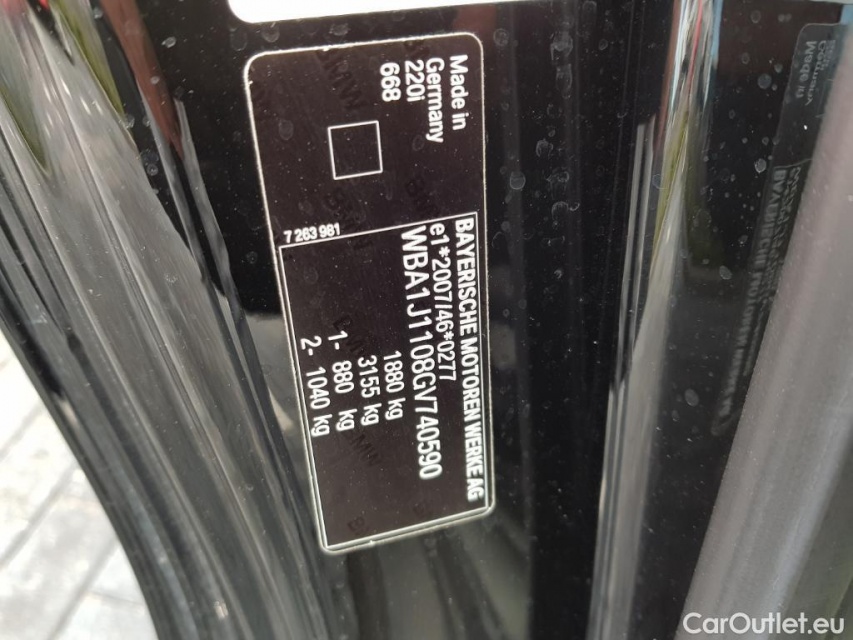 Made in
Germany
220i
668
7 263 981
BAYERISCHE MOTOREN WERKE AG
e1*2007/46*0277
WBA1J1108GV740590
1880 kg
3155 kg
1- 880 kg
2- 1040 kg
CarOutlet.eu